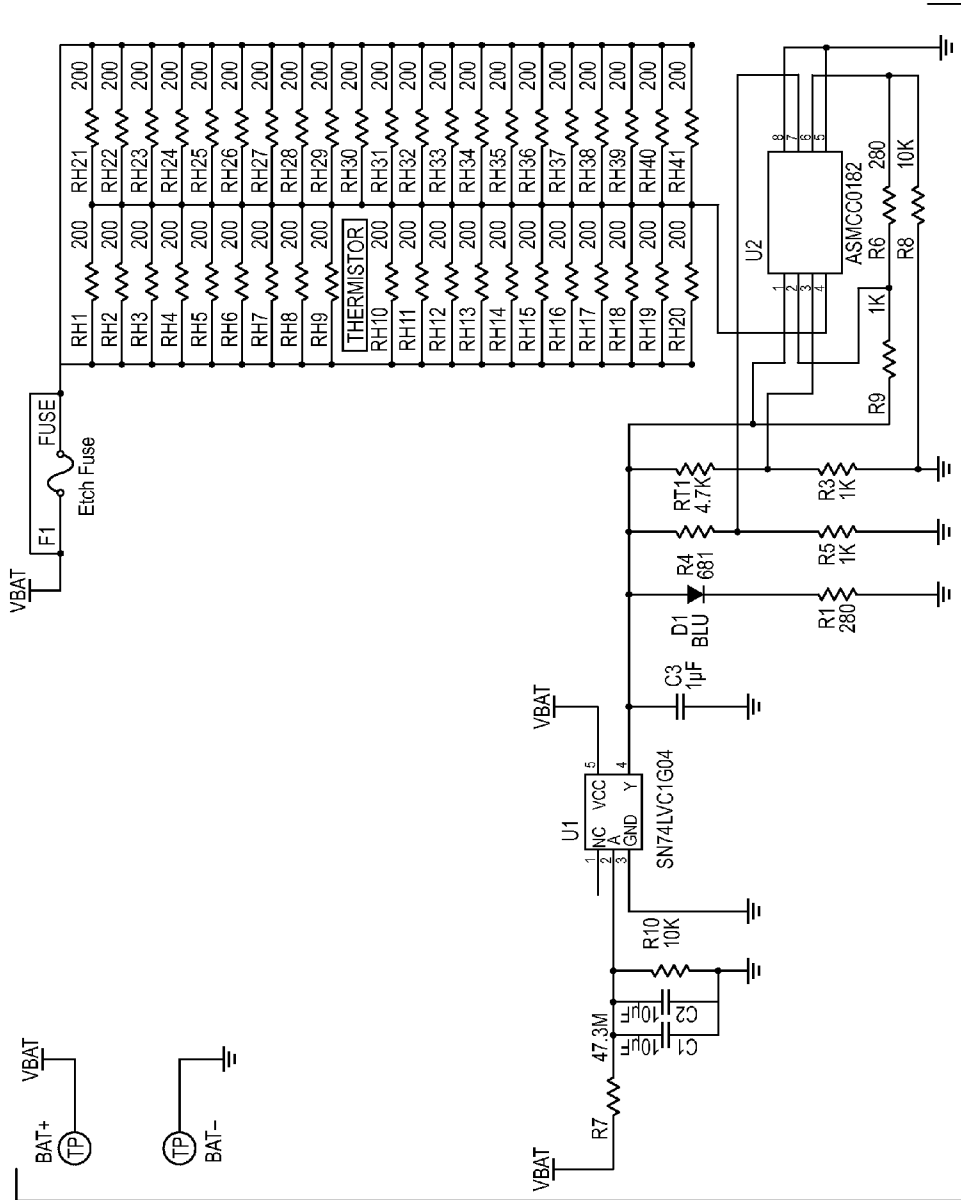 VBAT
F1
FUSE
Etch Fuse
RH1 200
RH2 200
RH3 200
RH4 200
RH5 200
RH6 200
RH7 200
RH8 200
RH9 200
THERMISTOR
RH10 200
RH11 200
RH12 200
RH13 200
RH14 200
RH15 200
RH16 200
RH17 200
RH18 200
RH19 200
RH20 200
RH21 200
RH22 200
RH23 200
RH24 200
RH25 200
RH26 200
RH27 200
RH28 200
RH29 200
RH30 200
RH31 200
RH32 200
RH33 200
RH34 200
RH35 200
RH36 200
RH37 200
RH38 200
RH39 200
RH40 200
RH41 200
BAT+
TP
VBAT
TP
BAT-
VBAT
R7
47.3M
10µF
C1
10µF
C2
R10
10K
U1
1
NC
VCC
5
2
A
3
GND
Y
4
SN74LVC1G04
VBAT
C3
1µF
D1
BLU
R1
280
R4
681
R5
1K
RT1
4.7K
R3
1K
R9
1K
U2
1
2
3
4
8
7
6
5
ASMCC0182
R6
280
R8
10K